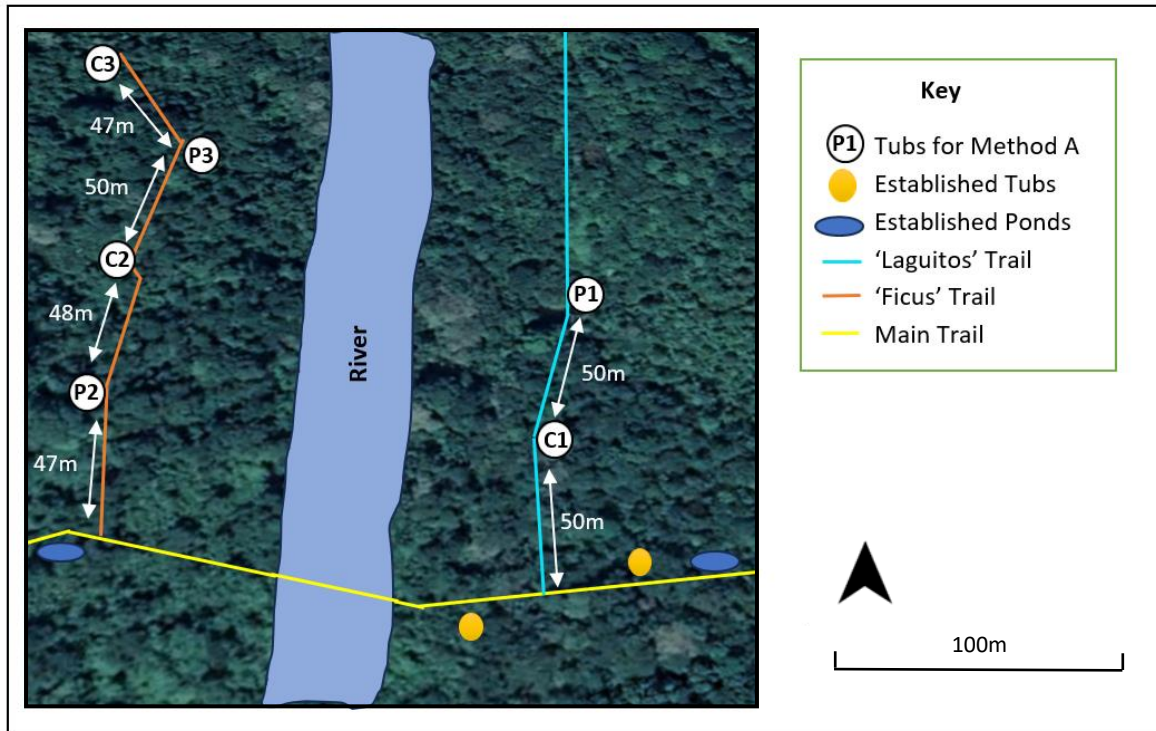 C3
47m
P3
50m
C2
48m
P2
47m
River
P1
50m
C1
50m
Key
P1 Tubs for Method A
Established Tubs
Established Ponds
‘Laguitos’ Trail
‘Ficus’ Trail
Main Trail
100m